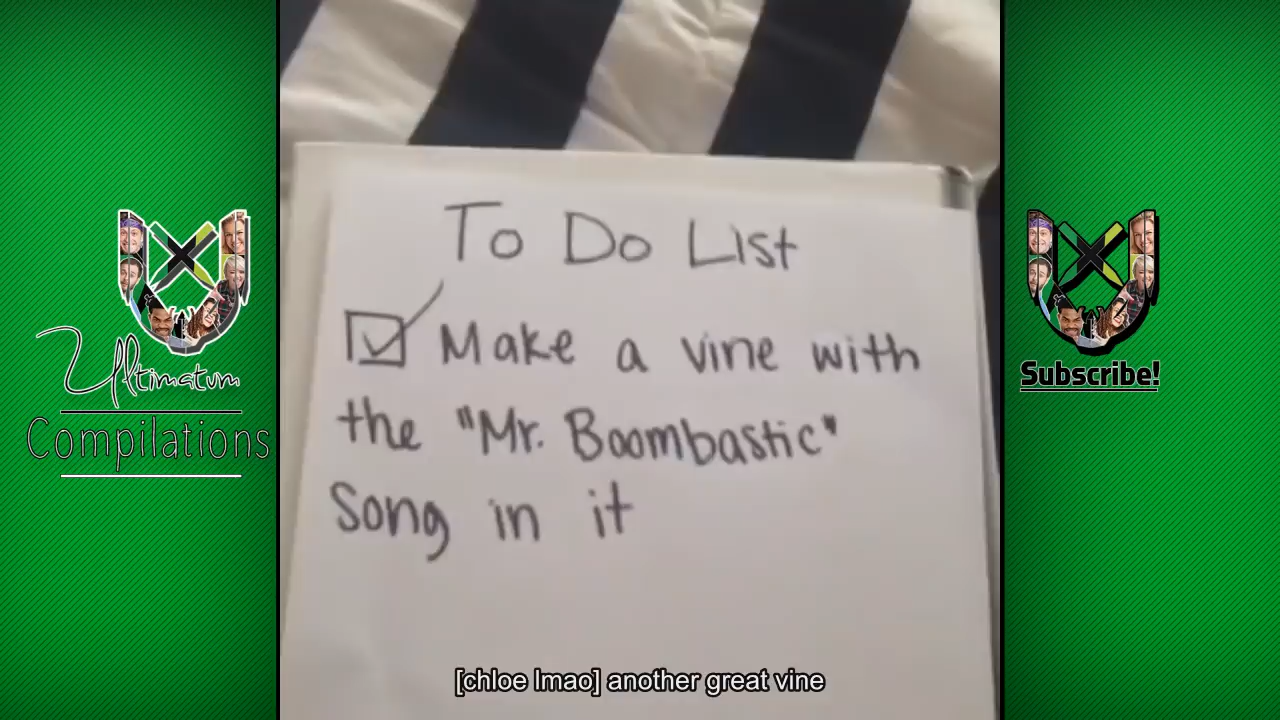 To Do List
Make a vine with
the "Mr. Boombastic"
song in it
Ultimatum
Compilations
Subscribe!
[chloe lmao] another great vine